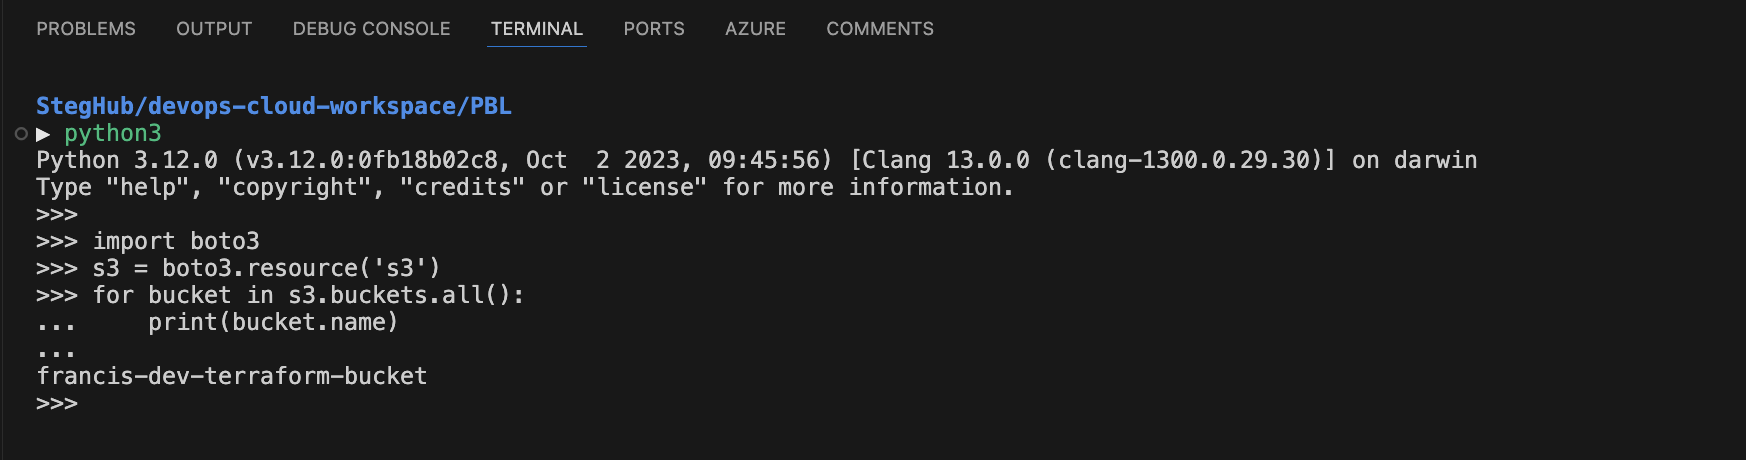 PROBLEMS OUTPUT DEBUG CONSOLE TERMINAL PORTS AZURE COMMENTS
StegHub/devops-cloud-workspace/PBL
▶ python3
Python 3.12.0 (v3.12.0:0fb18b02c8, Oct  2 2023, 09:45:56) [Clang 13.0.0 (clang-1300.0.29.30)] on darwin
Type "help", "copyright", "credits" or "license" for more information.
>>>
>>> import boto3
>>> s3 = boto3.resource('s3')
>>> for bucket in s3.buckets.all():
...     print(bucket.name)
...
francis-dev-terraform-bucket
>>>